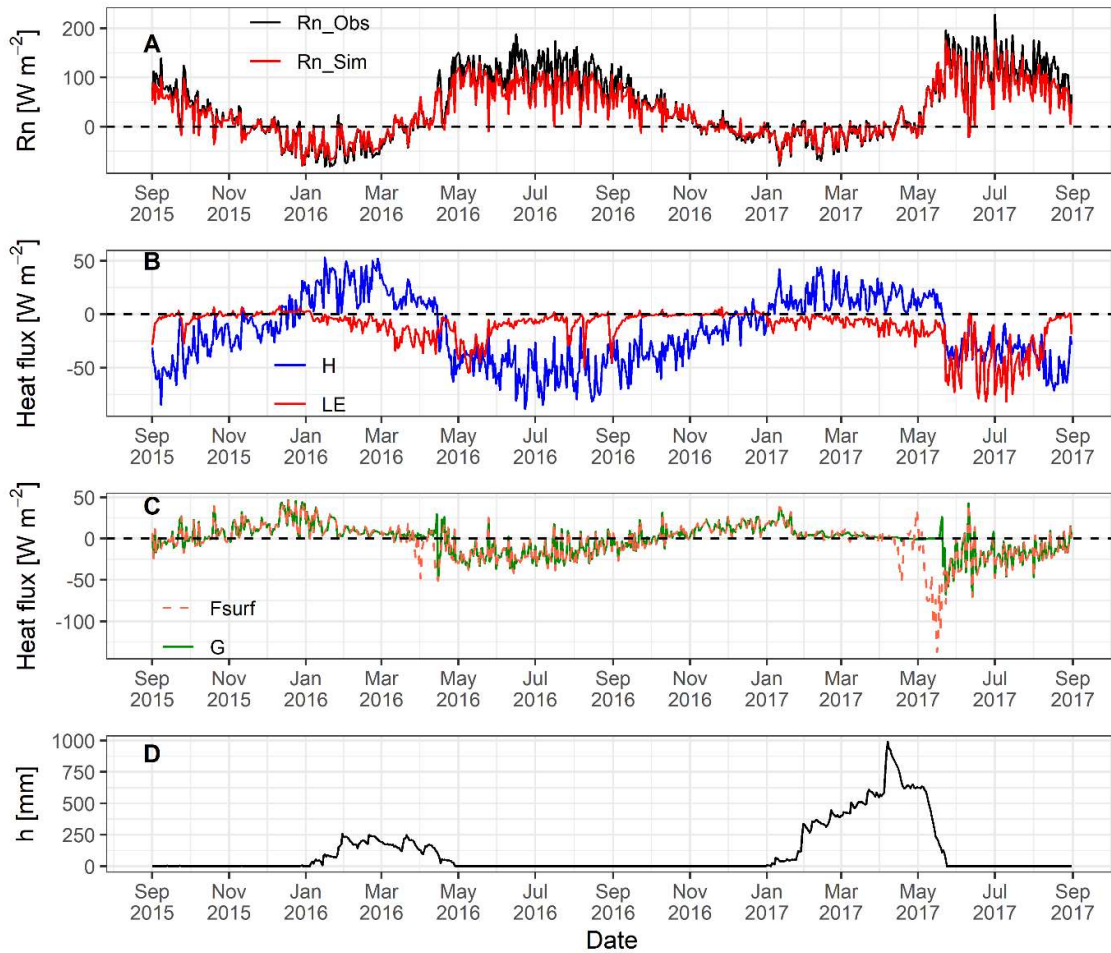 A
Rn_Obs
Rn_Sim
Rn [W m⁻²]
200
100
0
Sep Nov Jan Mar May Jul Sep Nov Jan Mar May Jul Sep
2015 2015 2016 2016 2016 2016 2016 2016 2017 2017 2017 2017 2017
B
Heat flux [W m⁻²]
50
0
-50
H
LE
Sep Nov Jan Mar May Jul Sep Nov Jan Mar May Jul Sep
2015 2015 2016 2016 2016 2016 2016 2016 2017 2017 2017 2017 2017
C
Heat flux [W m⁻²]
50
0
-50
-100
Fsurf
G
Sep Nov Jan Mar May Jul Sep Nov Jan Mar May Jul Sep
2015 2015 2016 2016 2016 2016 2016 2016 2017 2017 2017 2017 2017
D
h [mm]
1000
750
500
250
0
Sep Nov Jan Mar May Jul Sep Nov Jan Mar May Jul Sep
2015 2015 2016 2016 2016 2016 2016 2016 2017 2017 2017 2017 2017
Date